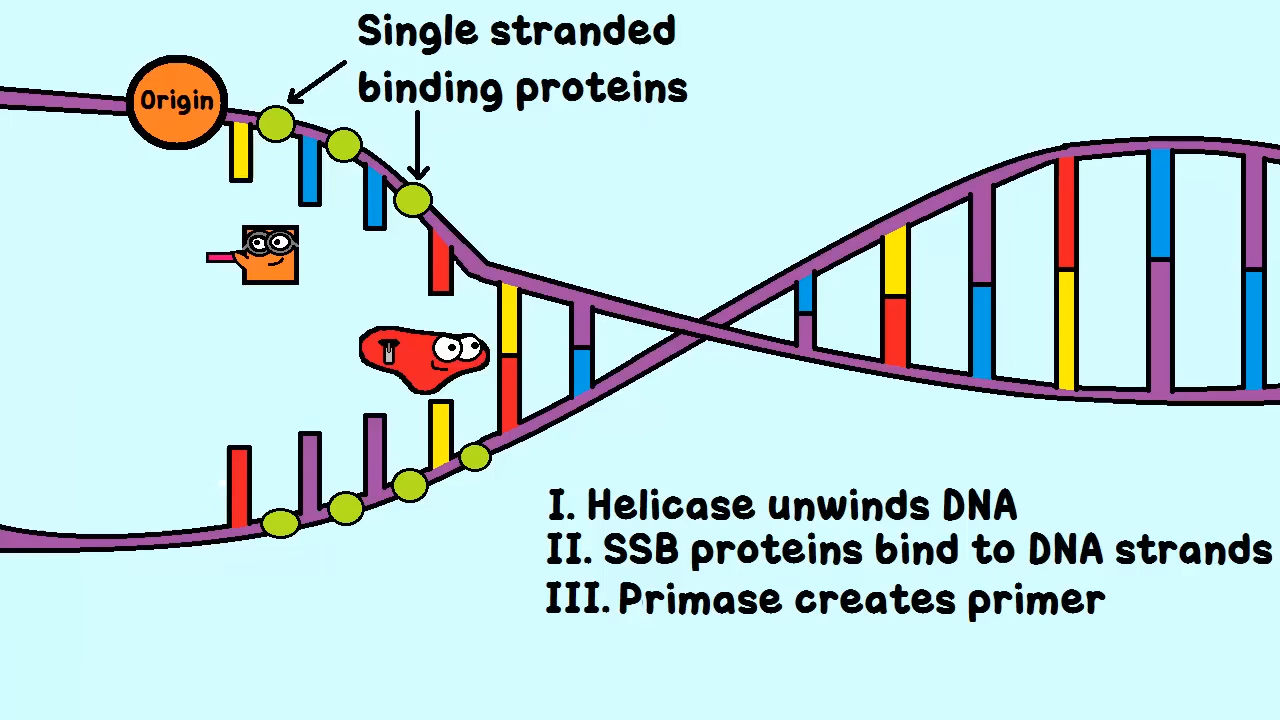 Single stranded
binding proteins
Origin
I. Helicase unwinds DNA
II. SSB proteins bind to DNA strands
III. Primase creates primer